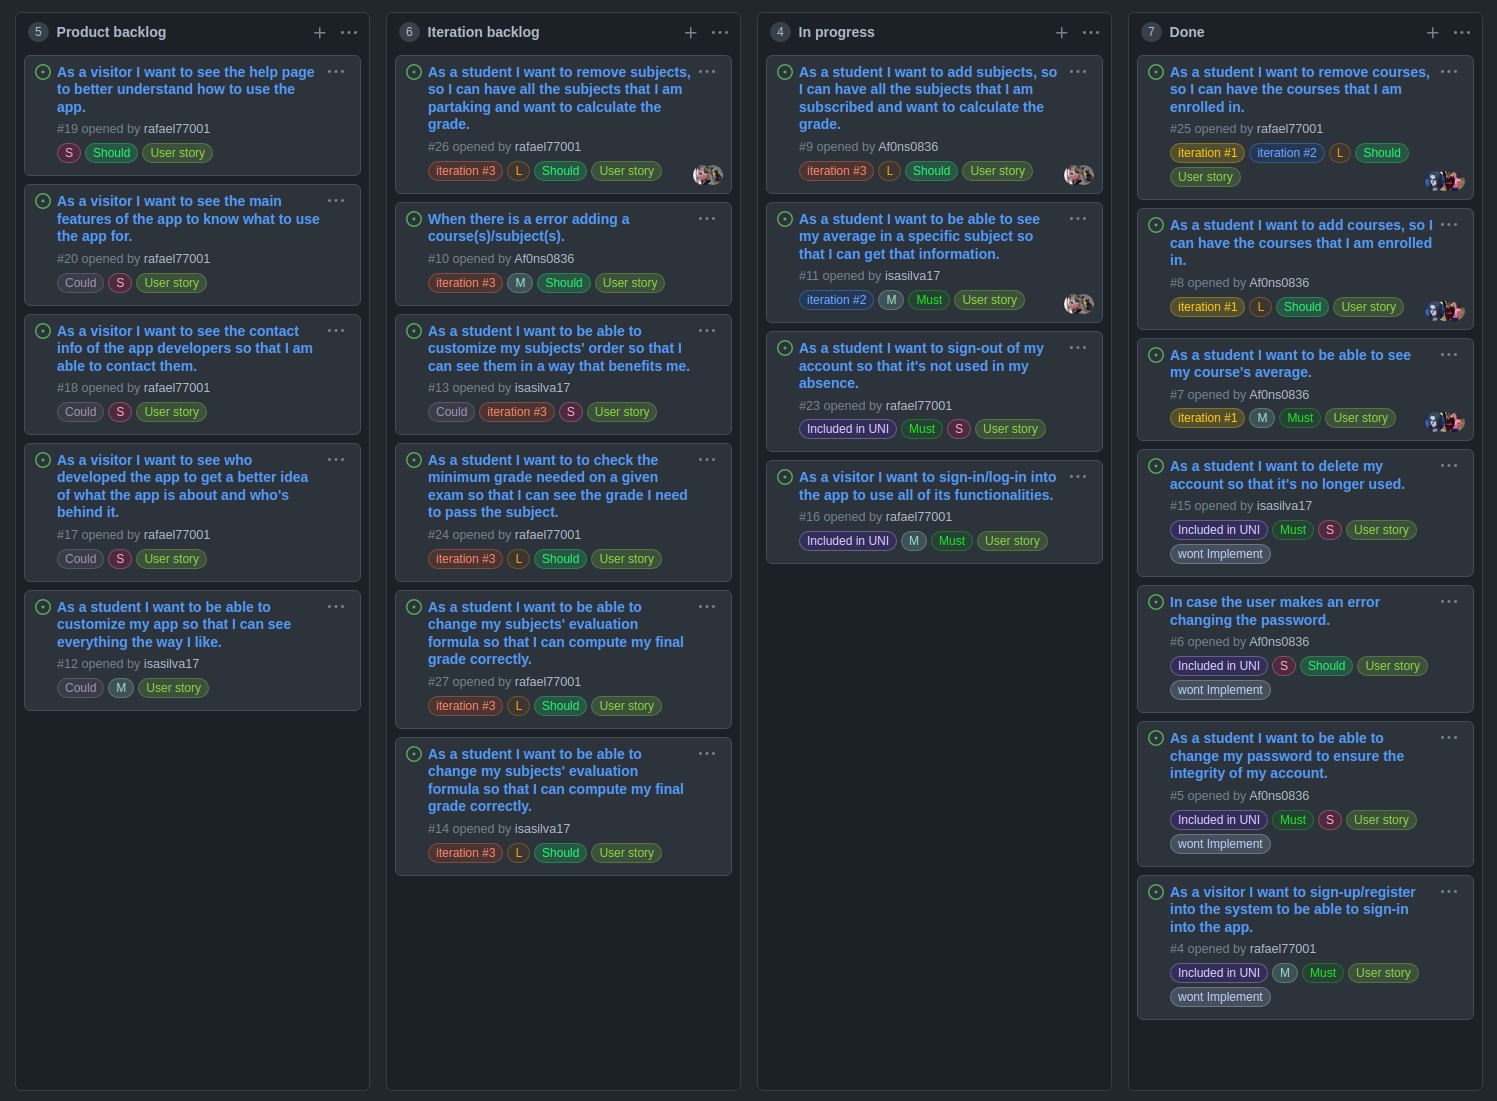 5 Product backlog
As a visitor I want to see the help page
to better understand how to use the
app.
#19 opened by rafael77001
S Should User story
As a visitor I want to see the main
features of the app to know what to use
the app for.
#20 opened by rafael77001
Could S User story
As a visitor I want to see the contact
info of the app developers so that I am
able to contact them.
#18 opened by rafael77001
Could S User story
As a visitor I want to see who
developed the app to get a better idea
of what the app is about and who's
behind it.
#17 opened by rafael77001
Could S User story
As a student I want to be able to
customize my app so that I can see
everything the way I like.
#12 opened by isasilva17
Could M User story
6 Iteration backlog
As a student I want to remove subjects,
so I can have all the subjects that I am
partaking and want to calculate the
grade.
#26 opened by rafael77001
iteration #3 L Should User story
When there is a error adding a
course(s)/subject(s).
#10 opened by Af0ns0836
iteration #3 M Should User story
As a student I want to be able to
customize my subjects' order so that I
can see them in a way that benefits me.
#13 opened by isasilva17
Could iteration #3 S User story
As a student I want to to check the
minimum grade needed on a given
exam so that I can see the grade I need
to pass the subject.
#24 opened by rafael77001
iteration #3 L Should User story
As a student I want to be able to
change my subjects' evaluation
formula so that I can compute my final
grade correctly.
#27 opened by rafael77001
iteration #3 L Should User story
As a student I want to be able to
change my subjects' evaluation
formula so that I can compute my final
grade correctly.
#14 opened by isasilva17
iteration #3 L Should User story
4 In progress
As a student I want to add subjects, so
I can have all the subjects that I am
subscribed and want to calculate the
grade.
#9 opened by Af0ns0836
iteration #3 L Should User story
As a student I want to be able to see
my average in a specific subject so
that I can get that information.
#11 opened by isasilva17
iteration #2 M Must User story
As a student I want to sign-out of my
account so that it's not used in my
absence.
#23 opened by rafael77001
Included in UNI Must S User story
As a visitor I want to sign-in/log-in into
the app to use all of its functionalities.
#16 opened by rafael77001
Included in UNI M Must User story
7 Done
As a student I want to remove courses,
so I can have the courses that I am
enrolled in.
#25 opened by rafael77001
iteration #1 iteration #2 L Should
User story
As a student I want to add courses, so I
can have the courses that I am enrolled
in.
#8 opened by Af0ns0836
iteration #1 L Should User story
As a student I want to be able to see
my course's average.
#7 opened by Af0ns0836
iteration #1 M Must User story
As a student I want to delete my
account so that it's no longer used.
#15 opened by isasilva17
Included in UNI Must S User story
wont Implement
In case the user makes an error
changing the password.
#6 opened by Af0ns0836
Included in UNI S Should User story
wont Implement
As a student I want to be able to
change my password to ensure the
integrity of my account.
#5 opened by Af0ns0836
Included in UNI Must S User story
wont Implement
As a visitor I want to sign-up/register
into the system to be able to sign-in
into the app.
#4 opened by rafael77001
Included in UNI M Must User story
wont Implement